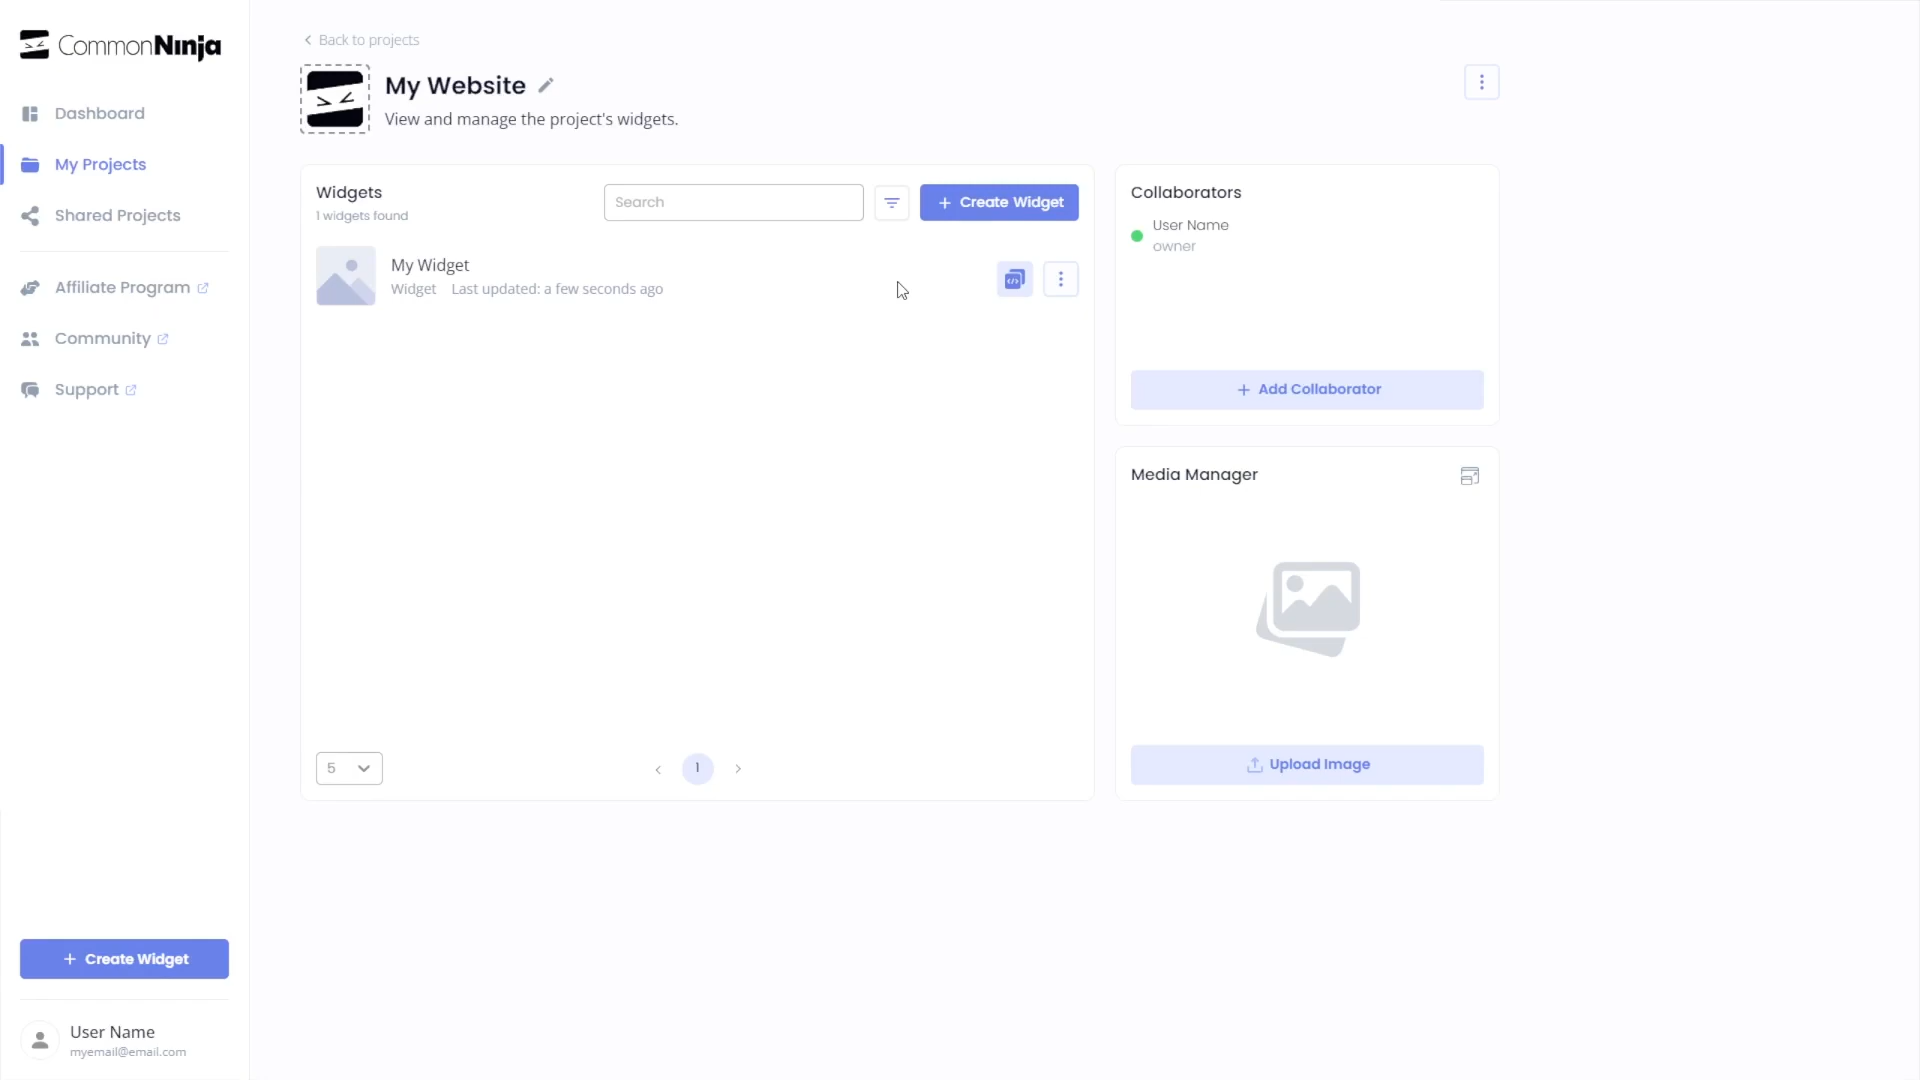 CommonNinja
Dashboard
My Projects
Shared Projects
Affiliate Program
Community
Support
Create Widget
User Name
myemail@email.com
Back to projects
My Website
View and manage the project's widgets.
Widgets
1 widgets found
Search
Create Widget
My Widget
Widget Last updated: a few seconds ago
5
1
Collaborators
User Name
owner
Add Collaborator
Media Manager
Upload Image